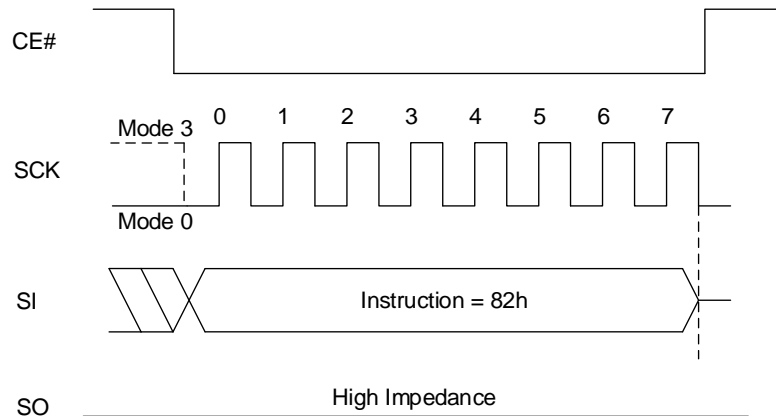 CE#
0 1 2 3 4 5 6 7
Mode 3
SCK
Mode 0
SI
Instruction = 82h
High Impedance
SO